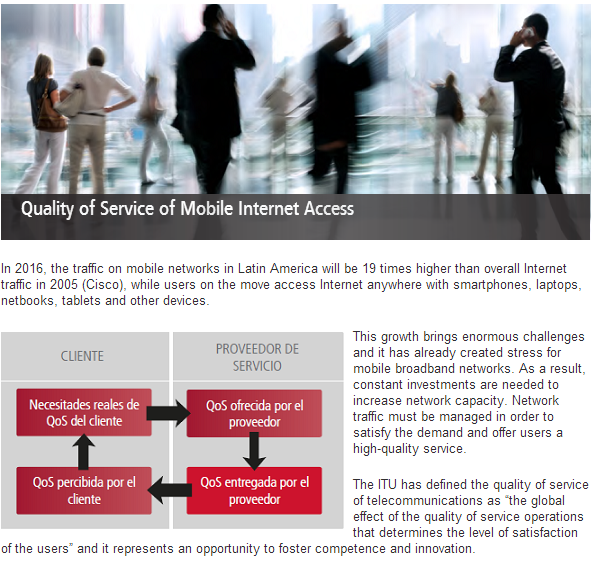 Quality of Service of Mobile Internet Access
In 2016, the traffic on mobile networks in Latin America will be 19 times higher than overall Internet
traffic in 2005 (Cisco), while users on the move access Internet anywhere with smartphones, laptops,
netbooks, tablets and other devices.
CLIENTE
PROVEEDOR DE
SERVICIO
Necesitades reales de
QoS del cliente
QoS ofrecida por el
proveedor
QoS percibida por el
cliente
QoS entregada por el
proveedor
This growth brings enormous challenges
and it has already created stress for
mobile broadband networks. As a result,
constant investments are needed to
increase network capacity. Network
traffic must be managed in order to
satisfy the demand and offer users a
high-quality service.
The ITU has defined the quality of service
of telecommunications as “the global
effect of the quality of service operations
that determines the level of satisfaction
of the users” and it represents an opportunity to foster competence and innovation.